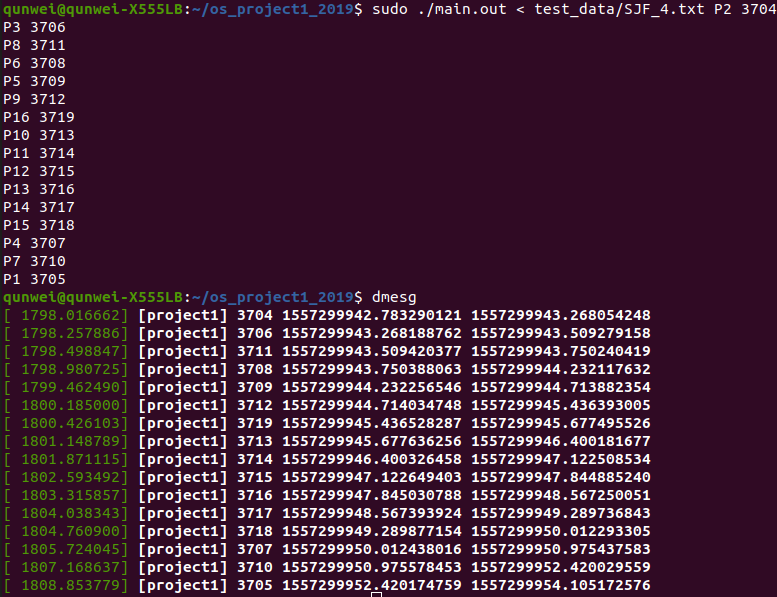 qunwei@qunwei-X555LB:~/os_project1_2019$ sudo ./main.out < test_data/SJF_4.txt P2 3704
P3 3706
P8 3711
P6 3708
P5 3709
P9 3712
P16 3719
P10 3713
P11 3714
P12 3715
P13 3716
P14 3717
P15 3718
P4 3707
P7 3710
P1 3705
qunwei@qunwei-X555LB:~/os_project1_2019$ dmesg
[ 1798.016662] [project1] 3704 1557299942.783290121 1557299943.268054248
[ 1798.257886] [project1] 3706 1557299943.268188762 1557299943.509279158
[ 1798.498847] [project1] 3711 1557299943.509420377 1557299943.750240419
[ 1798.980725] [project1] 3708 1557299943.750388063 1557299944.232117632
[ 1799.462490] [project1] 3709 1557299944.232256546 1557299944.713882354
[ 1800.185000] [project1] 3712 1557299944.714034748 1557299945.436393005
[ 1800.426103] [project1] 3719 1557299945.436528287 1557299945.677495526
[ 1801.148789] [project1] 3713 1557299945.677636256 1557299946.400181677
[ 1801.871115] [project1] 3714 1557299946.400326458 1557299947.122508534
[ 1802.593492] [project1] 3715 1557299947.122649403 1557299947.844885240
[ 1803.315857] [project1] 3716 1557299947.845030788 1557299948.567250051
[ 1804.038343] [project1] 3717 1557299948.567393924 1557299949.289736843
[ 1804.760900] [project1] 3718 1557299949.289877154 1557299950.012293305
[ 1805.724045] [project1] 3707 1557299950.012438016 1557299950.975437583
[ 1807.168637] [project1] 3710 1557299950.975578453 1557299952.420029559
[ 1808.853779] [project1] 3705 1557299952.420174759 1557299954.105172576